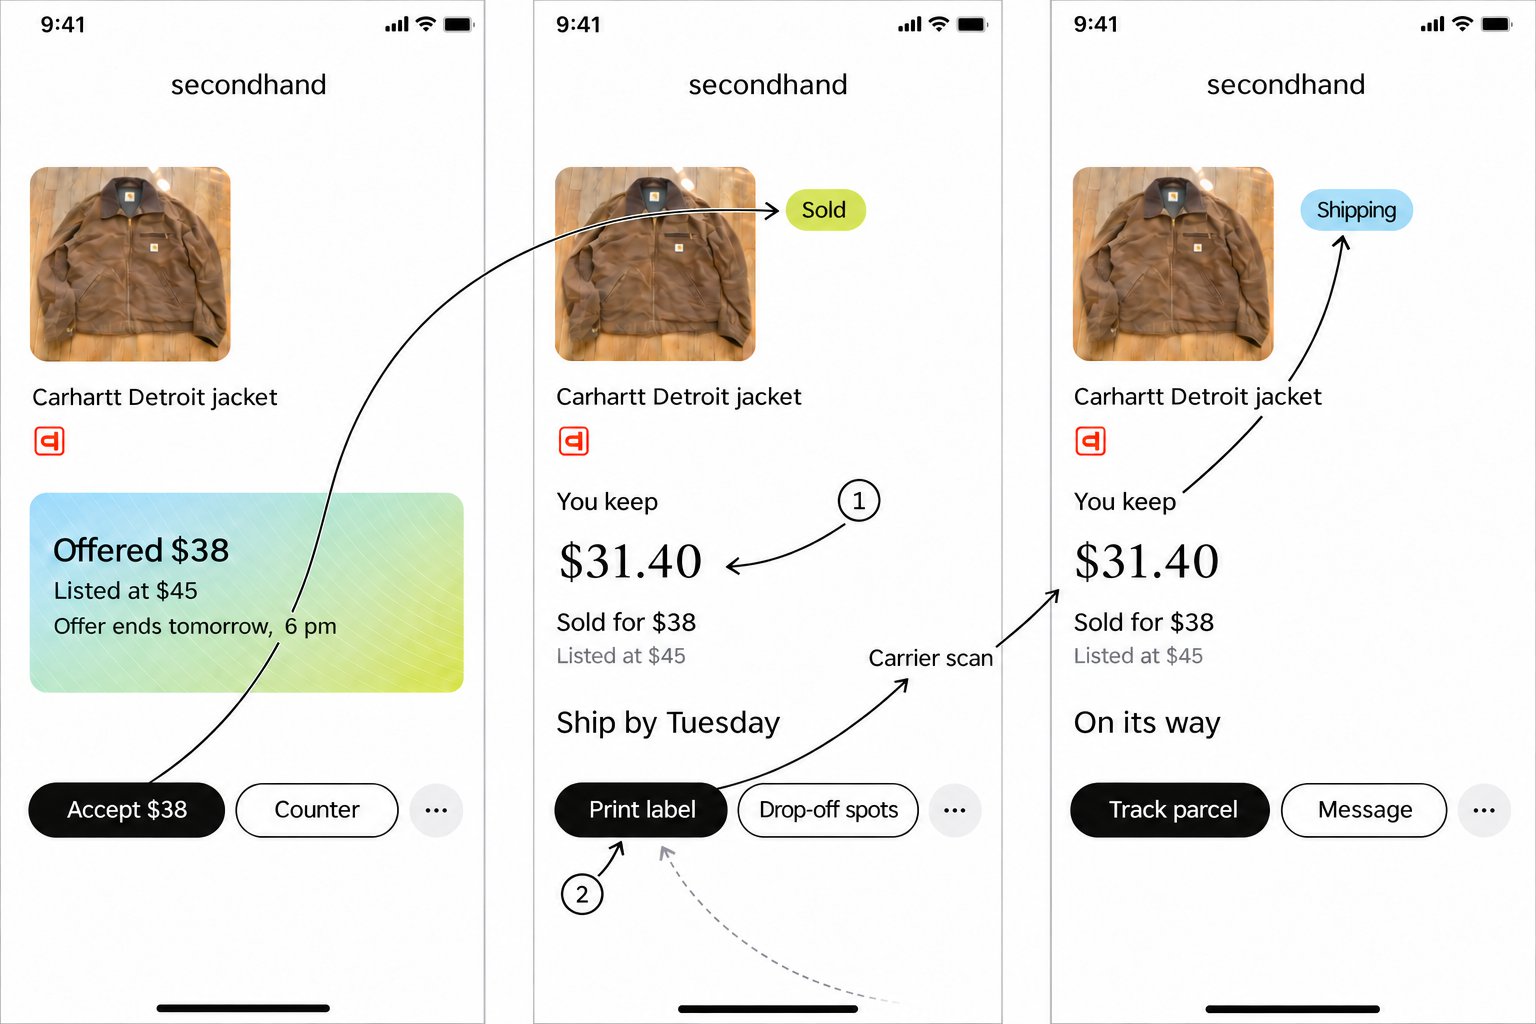 9:41
secondhand
Carhartt Detroit jacket
Offered $38
Listed at $45
Offer ends tomorrow, 6 pm
Accept $38
Counter
9:41
secondhand
Sold
Carhartt Detroit jacket
You keep
1
$31.40
Sold for $38
Listed at $45
Carrier scan
Ship by Tuesday
Print label
Drop-off spots
2
9:41
secondhand
Shipping
Carhartt Detroit jacket
You keep
$31.40
Sold for $38
Listed at $45
On its way
Track parcel
Message